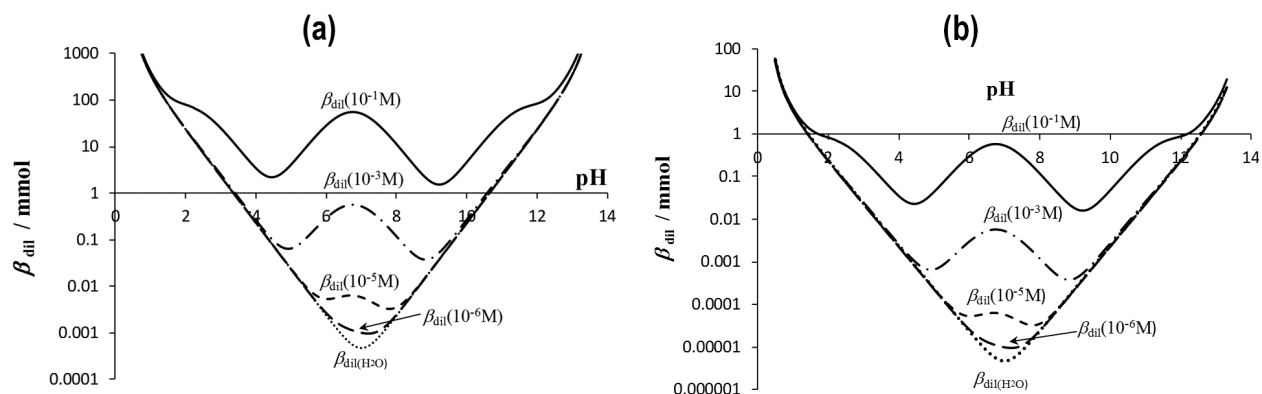 (a)
β dil / mmol
1000
100
10
1
0.1
0.01
0.001
0.0001
0 2 4 6 8 10 12 14
pH
βdil(10-1M)
βdil(10-3M)
βdil(10-5M)
βdil(10-6M)
βdil(H2O)
(b)
β dil / mmol
100
10
1
0.1
0.01
0.001
0.0001
0.00001
0.000001
0 2 4 6 8 10 12 14
pH
βdil(10-1M)
βdil(10-3M)
βdil(10-5M)
βdil(10-6M)
βdil(H2O)